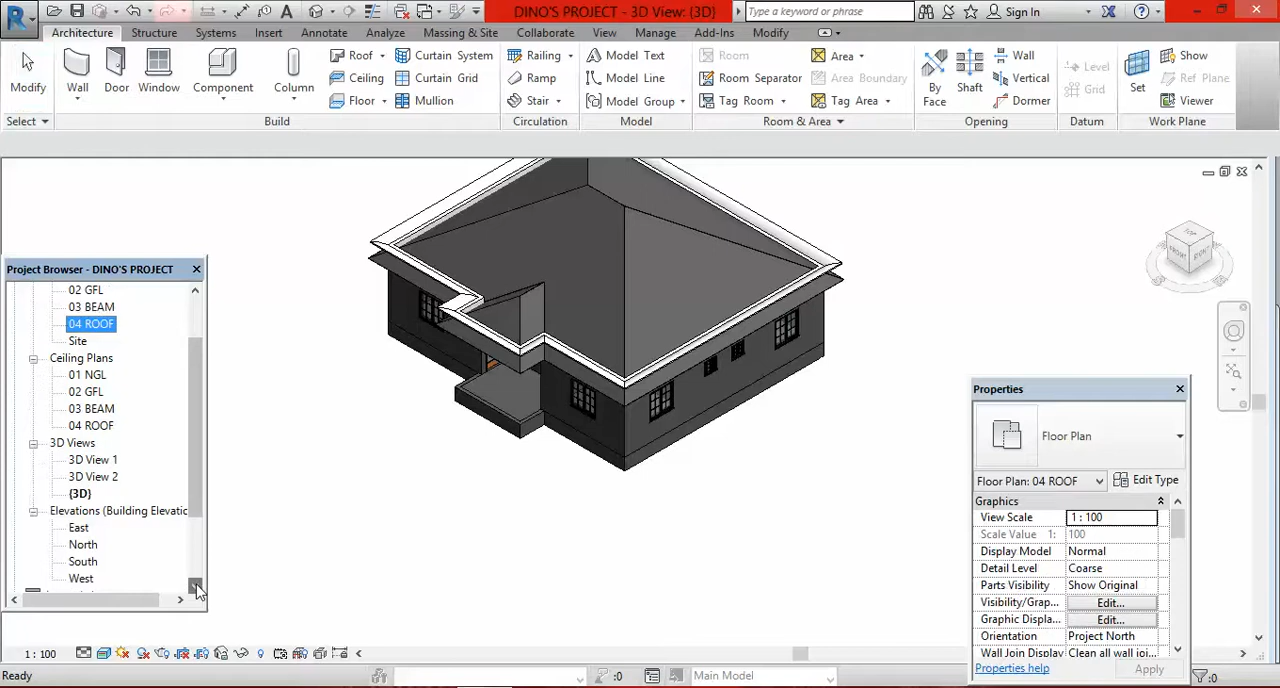 DINO'S PROJECT - 3D View: {3D}
Type a keyword or phrase
Sign In
Architecture Structure Systems Insert Annotate Analyze Massing & Site Collaborate View Manage Add-Ins Modify
Modify
Wall
Door
Window
Component
Column
Roof
Ceiling
Floor
Curtain System
Curtain Grid
Mullion
Railing
Ramp
Stair
Model Text
Model Line
Model Group
Room
Room Separator
Tag Room
Area
Area Boundary
Tag Area
By Face
Shaft
Wall
Vertical
Dormer
Level
Grid
Set
Show
Ref Plane
Viewer
Select Build Circulation Model Room & Area Opening Datum Work Plane
TOP
FRONT
RIGHT
Project Browser - DINO'S PROJECT
02 GFL
03 BEAM
04 ROOF
Site
Ceiling Plans
01 NGL
02 GFL
03 BEAM
04 ROOF
3D Views
3D View 1
3D View 2
{3D}
Elevations (Building Elevatic
East
North
South
West
Properties
Floor Plan
Floor Plan: 04 ROOF Edit Type
Graphics
View Scale 1 : 100
Scale Value 1: 100
Display Model Normal
Detail Level Coarse
Parts Visibility Show Original
Visibility/Grap... Edit...
Graphic Displa... Edit...
Orientation Project North
Wall Join Display Clean all wall joi...
Properties help Apply
1 : 100
Ready
:0
Main Model
:0